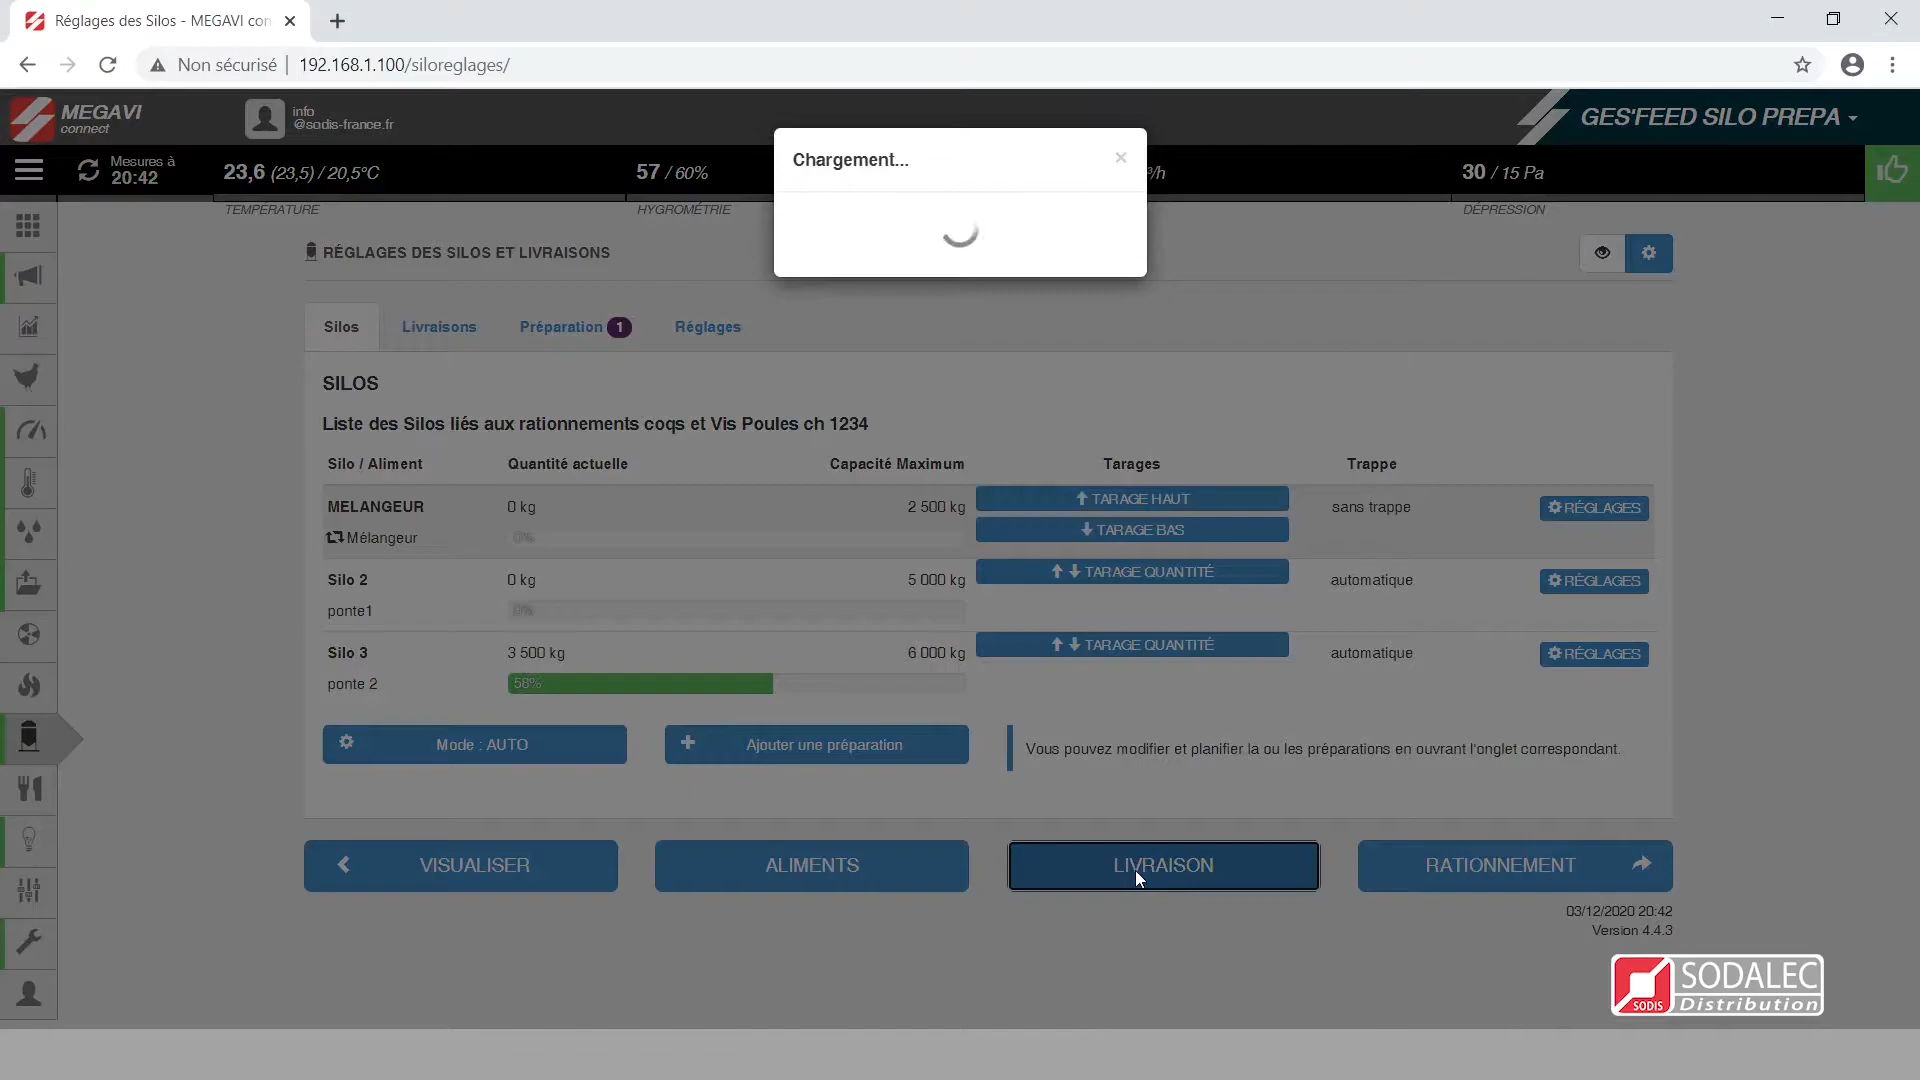 Réglages des Silos - MEGAVI con
Non sécurisé | 192.168.1.100/siloreglages/
MEGAVI
connect
info
@sodis-france.fr
GES'FEED SILO PREPA
Mesures à
20:42
23,6 (23,5) / 20,5°C
57 / 60%
³/h
30 / 15 Pa
TEMPÉRATURE
HYGROMÉTRIE
DÉPRESSION
Chargement...
×
RÉGLAGES DES SILOS ET LIVRAISONS
Silos
Livraisons
Préparation 1
Réglages
SILOS
Liste des Silos liés aux rationnements coqs et Vis Poules ch 1234
Silo / Aliment
Quantité actuelle
Capacité Maximum
Tarages
Trappe
MELANGEUR
0 kg
2 500 kg
TARAGE HAUT
sans trappe
RÉGLAGES
Mélangeur
0%
TARAGE BAS
Silo 2
0 kg
5 000 kg
TARAGE QUANTITÉ
automatique
RÉGLAGES
ponte1
0%
Silo 3
3 500 kg
6 000 kg
TARAGE QUANTITÉ
automatique
RÉGLAGES
ponte 2
58%
Mode : AUTO
Ajouter une préparation
Vous pouvez modifier et planifier la ou les préparations en ouvrant l'onglet correspondant.
VISUALISER
ALIMENTS
LIVRAISON
RATIONNEMENT
03/12/2020 20:42
Version 4.4.3
SODIS
SODALEC
Distribution